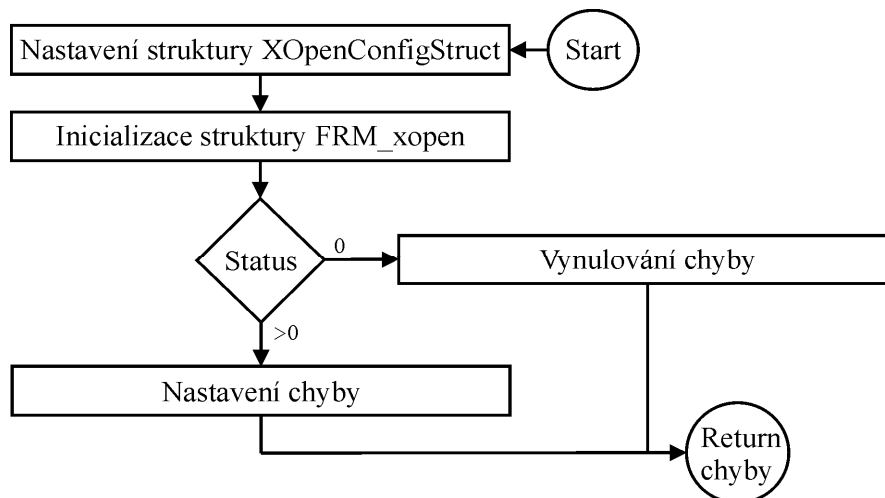 Nastavení struktury XOpenConfigStruct
Start
Inicializace struktury FRM_xopen
Status
0
Vynulování chyby
>0
Nastavení chyby
Return
chyby